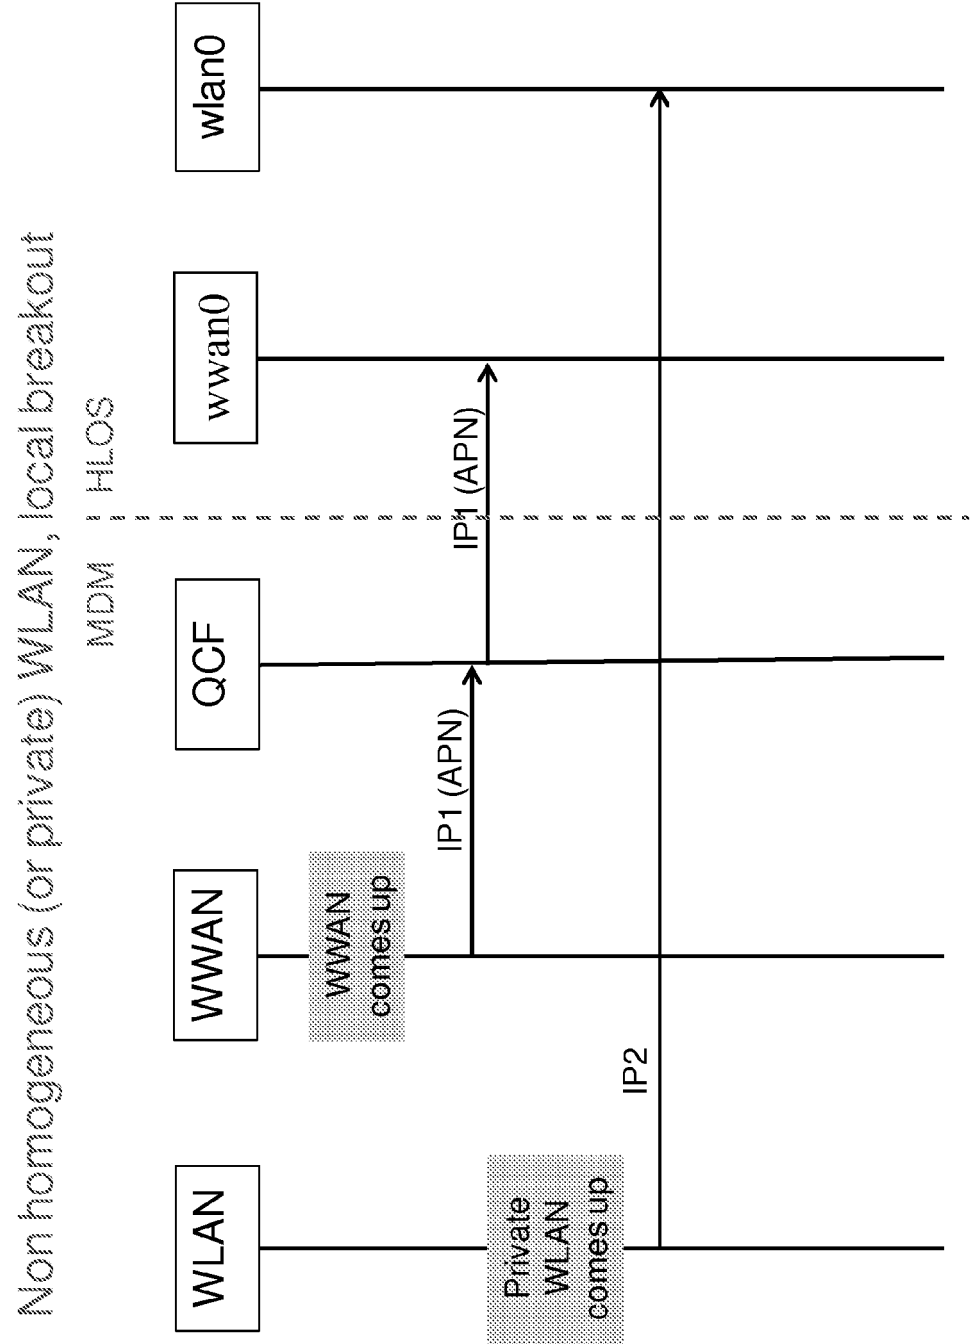 Non homogeneous (or private) WLAN, local breakout
MDM
HLOS
WLAN
WWAN
QCF
wwan0
wlan0
WWAN
comes up
IP1 (APN)
IP1 (APN)
Private
WLAN
comes up
IP2